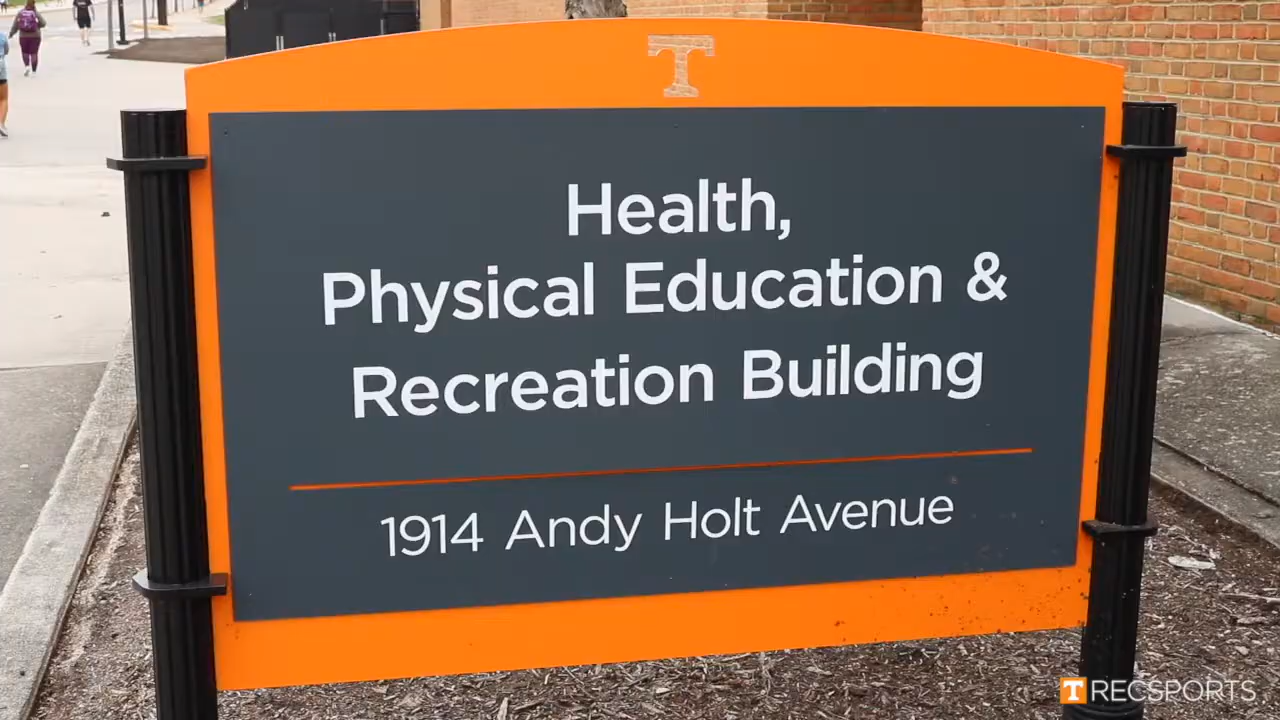 T
Health,
Physical Education &
Recreation Building
1914 Andy Holt Avenue
T RECSPORTS